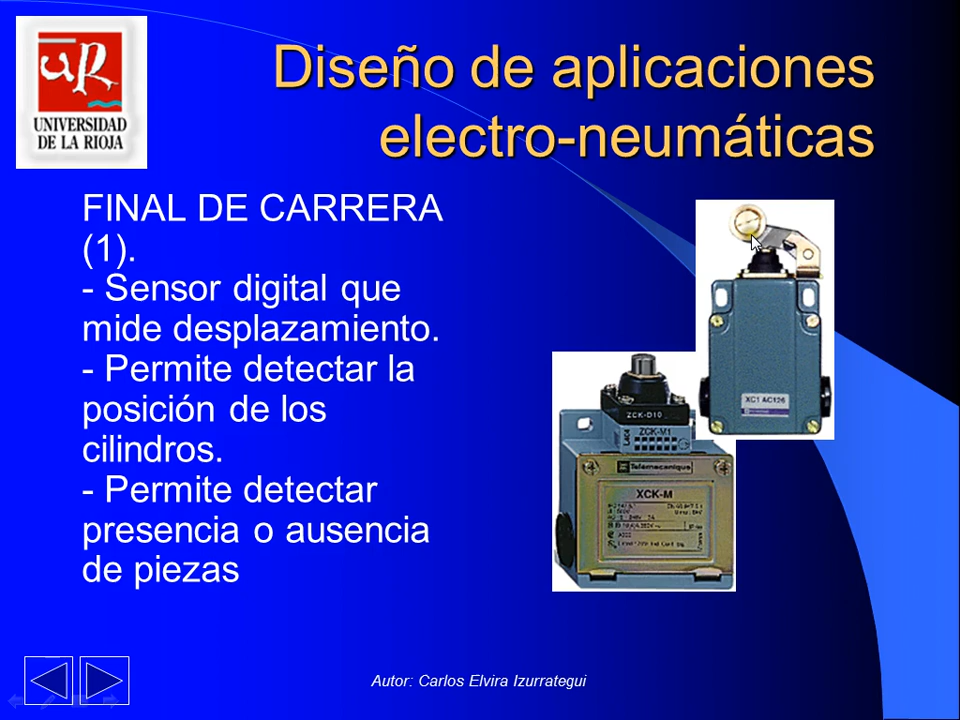 UNIVERSIDAD
DE LA RIOJA
Diseño de aplicaciones
electro-neumáticas
FINAL DE CARRERA
(1).
- Sensor digital que
mide desplazamiento.
- Permite detectar la
posición de los
cilindros.
- Permite detectar
presencia o ausencia
de piezas
XC1 AC126
ZCK-D10
ZCK-M1
Telemecanique
XCK-M
Autor: Carlos Elvira Izurrategui